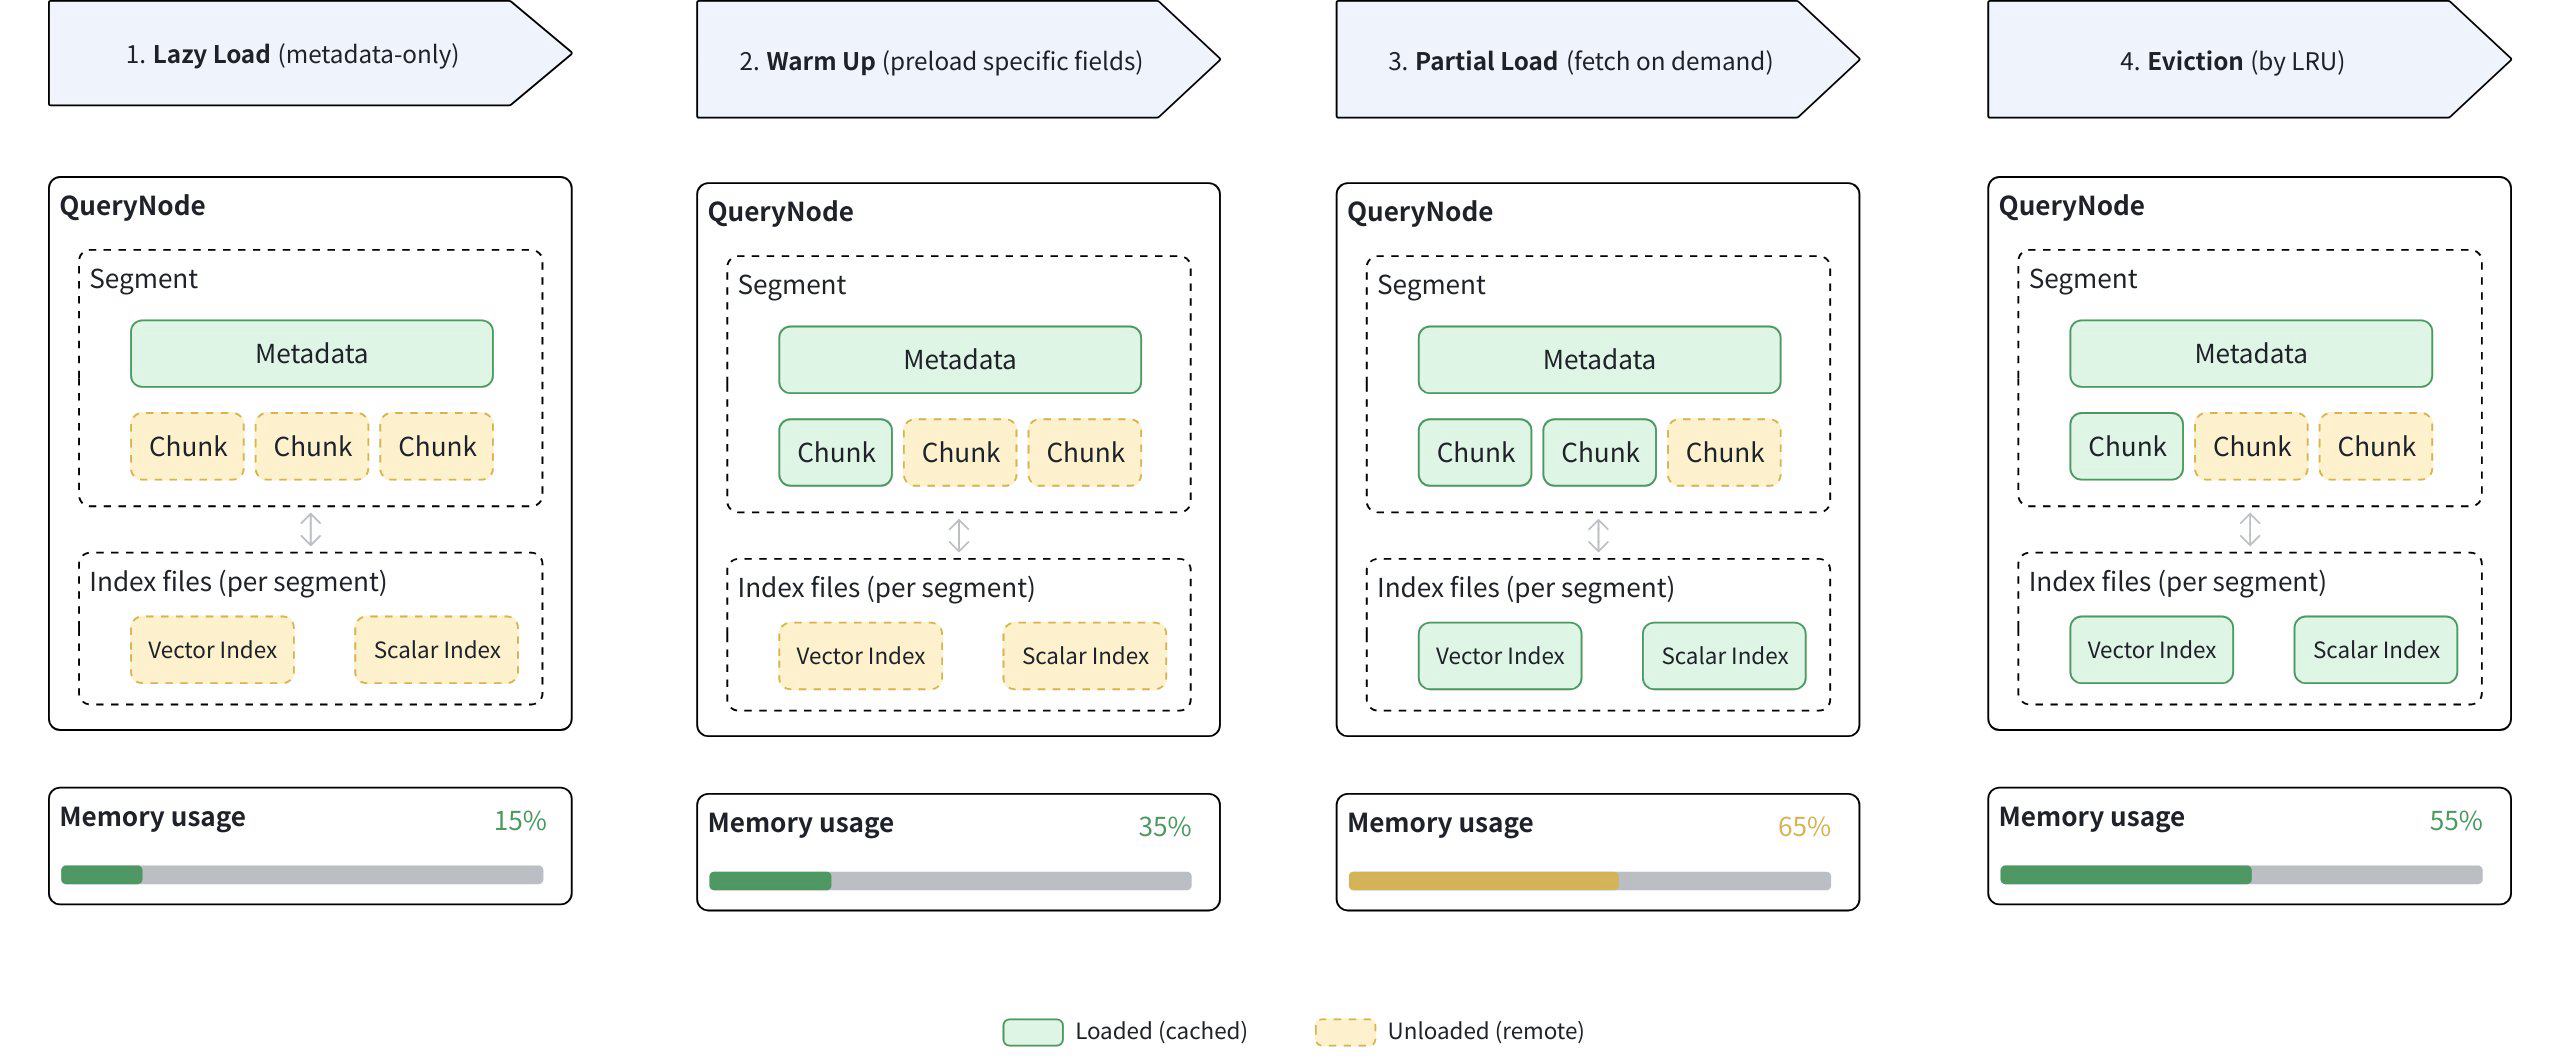 1. Lazy Load (metadata-only)
QueryNode
Segment
Metadata
Chunk Chunk Chunk
Index files (per segment)
Vector Index Scalar Index
Memory usage 15%
2. Warm Up (preload specific fields)
QueryNode
Segment
Metadata
Chunk Chunk Chunk
Index files (per segment)
Vector Index Scalar Index
Memory usage 35%
3. Partial Load (fetch on demand)
QueryNode
Segment
Metadata
Chunk Chunk Chunk
Index files (per segment)
Vector Index Scalar Index
Memory usage 65%
4. Eviction (by LRU)
QueryNode
Segment
Metadata
Chunk Chunk Chunk
Index files (per segment)
Vector Index Scalar Index
Memory usage 55%
Loaded (cached) Unloaded (remote)